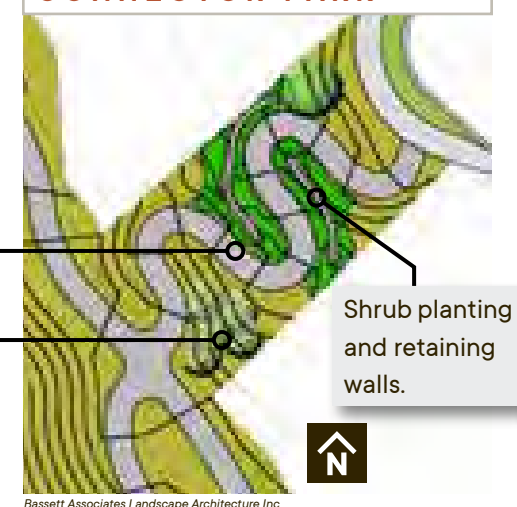 Shrub planting
and retaining
walls.
N
Bassett Associates Landscape Architecture Inc